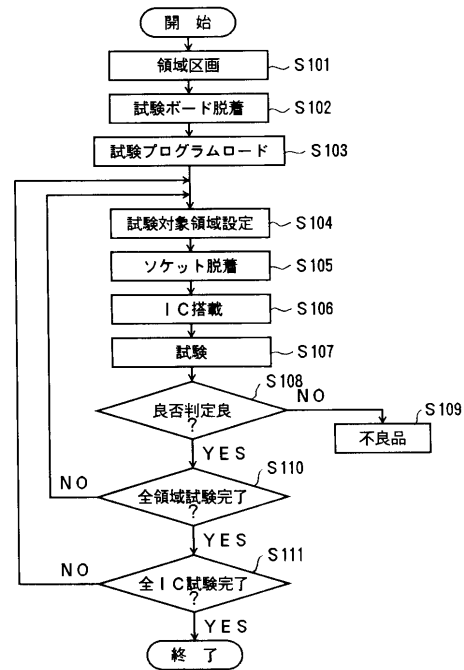 開　始
領域区画
S101
試験ボード脱着
S102
試験プログラムロード
S103
試験対象領域設定
S104
ソケット脱着
S105
ＩＣ搭載
S106
試験
S107
S108
良否判定良
?
NO
S109
不良品
YES
S110
NO
全領域試験完了
?
YES
S111
NO
全ＩＣ試験完了
?
YES
終　了